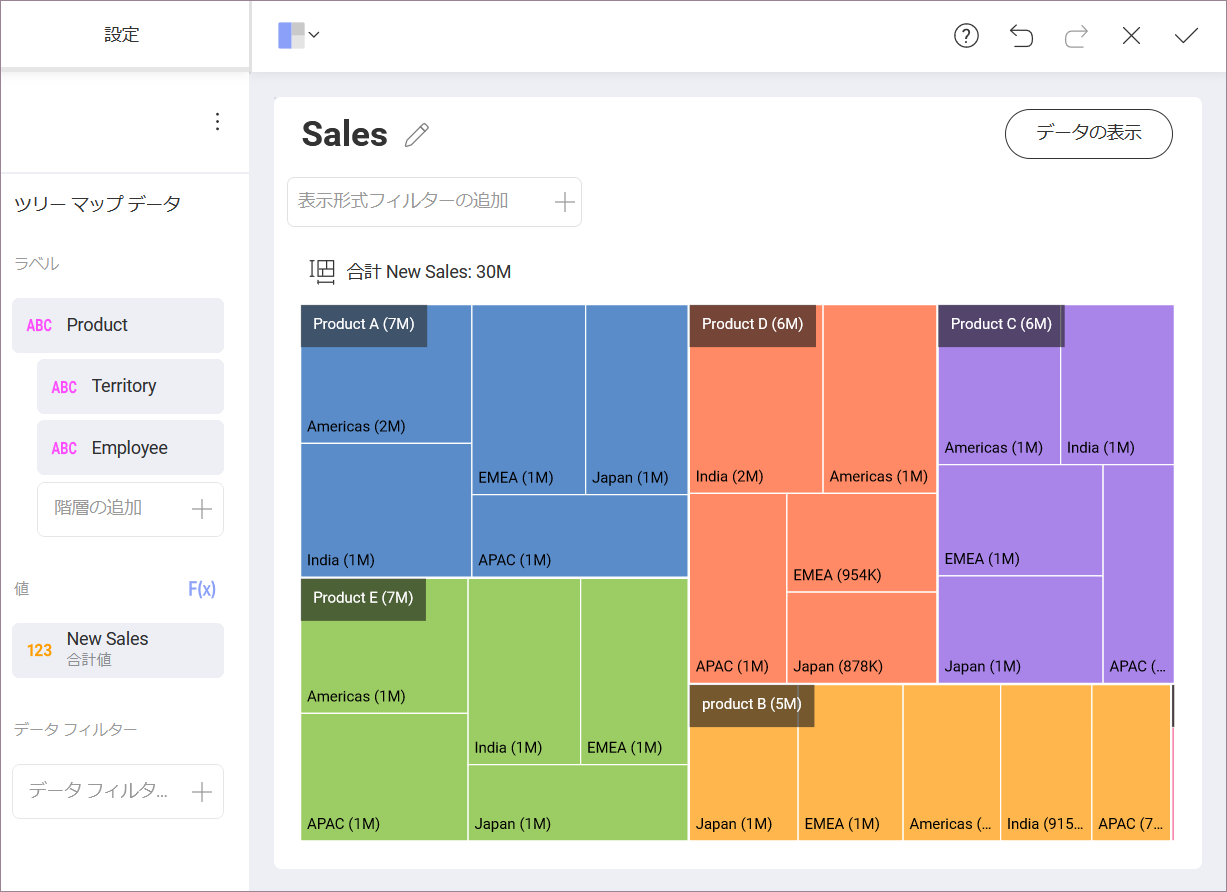 設定
Sales
データの表示
表示形式フィルターの追加
ツリー マップ データ
ラベル
ABC Product
ABC Territory
ABC Employee
階層の追加
値 F(x)
123 New Sales
合計値
データ フィルター
データ フィルタ...
合計 New Sales: 30M
Product A (7M)
Americas (2M)
India (1M)
EMEA (1M)
Japan (1M)
APAC (1M)
Product E (7M)
Americas (1M)
APAC (1M)
India (1M)
EMEA (1M)
Japan (1M)
Product D (6M)
India (2M)
Americas (1M)
APAC (1M)
EMEA (954K)
Japan (878K)
Product C (6M)
Americas (1M)
India (1M)
EMEA (1M)
Japan (1M)
APAC (...
product B (5M)
Japan (1M)
EMEA (1M)
Americas (...
India (915...
APAC (7...